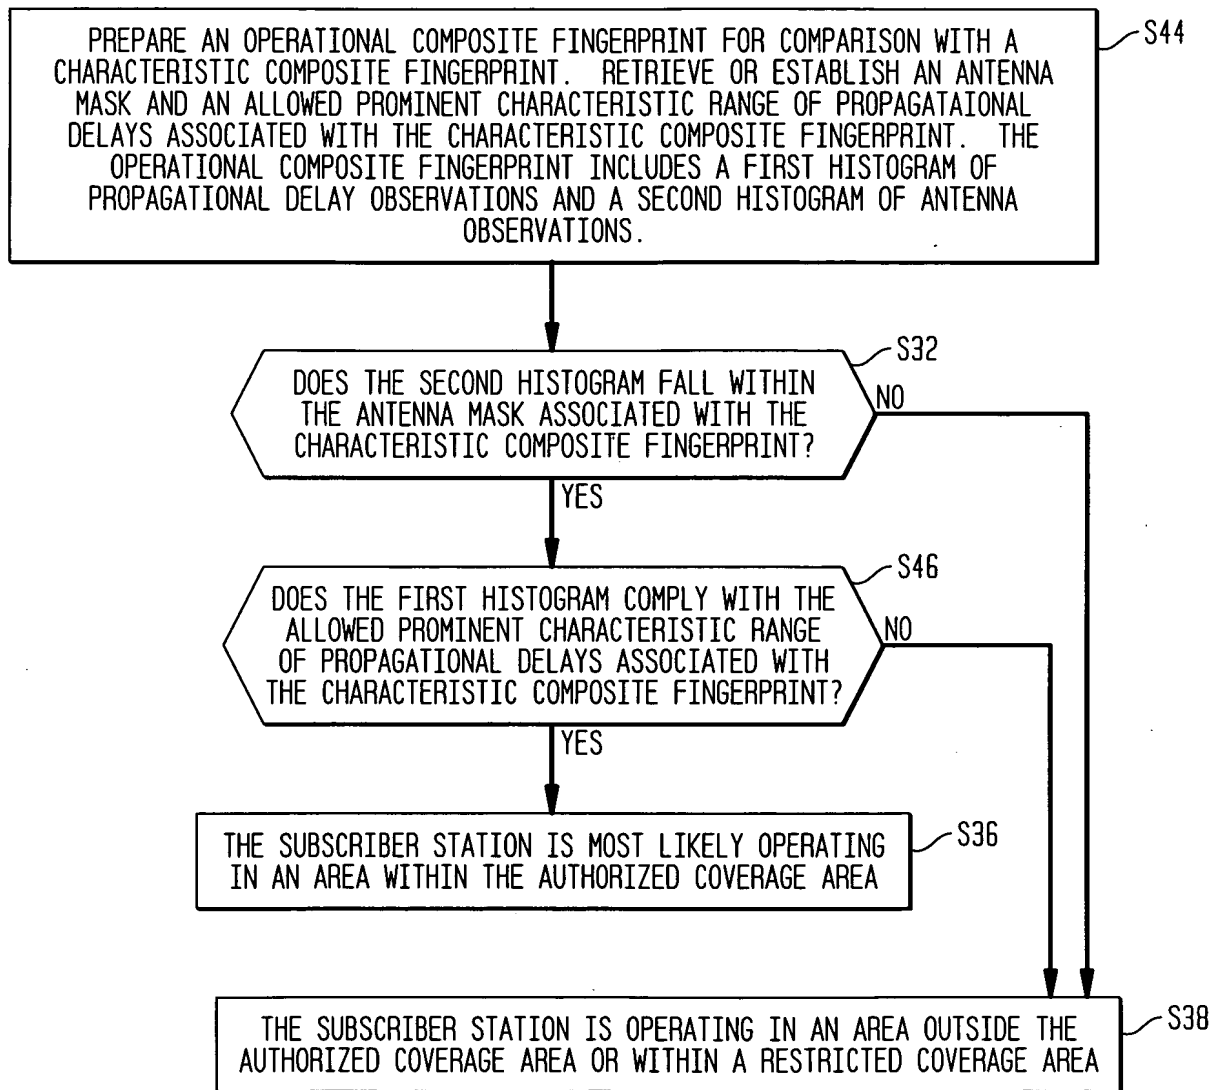 PREPARE AN OPERATIONAL COMPOSITE FINGERPRINT FOR COMPARISON WITH A
CHARACTERISTIC COMPOSITE FINGERPRINT. RETRIEVE OR ESTABLISH AN ANTENNA
MASK AND AN ALLOWED PROMINENT CHARACTERISTIC RANGE OF PROPAGATAIONAL
DELAYS ASSOCIATED WITH THE CHARACTERISTIC COMPOSITE FINGERPRINT. THE
OPERATIONAL COMPOSITE FINGERPRINT INCLUDES A FIRST HISTOGRAM OF
PROPAGATIONAL DELAY OBSERVATIONS AND A SECOND HISTOGRAM OF ANTENNA
OBSERVATIONS.
S44
DOES THE SECOND HISTOGRAM FALL WITHIN
THE ANTENNA MASK ASSOCIATED WITH THE
CHARACTERISTIC COMPOSITE FINGERPRINT?
S32
NO
YES
DOES THE FIRST HISTOGRAM COMPLY WITH THE
ALLOWED PROMINENT CHARACTERISTIC RANGE
OF PROPAGATIONAL DELAYS ASSOCIATED WITH
THE CHARACTERISTIC COMPOSITE FINGERPRINT?
S46
NO
YES
THE SUBSCRIBER STATION IS MOST LIKELY OPERATING
IN AN AREA WITHIN THE AUTHORIZED COVERAGE AREA
S36
THE SUBSCRIBER STATION IS OPERATING IN AN AREA OUTSIDE THE
AUTHORIZED COVERAGE AREA OR WITHIN A RESTRICTED COVERAGE AREA
S38